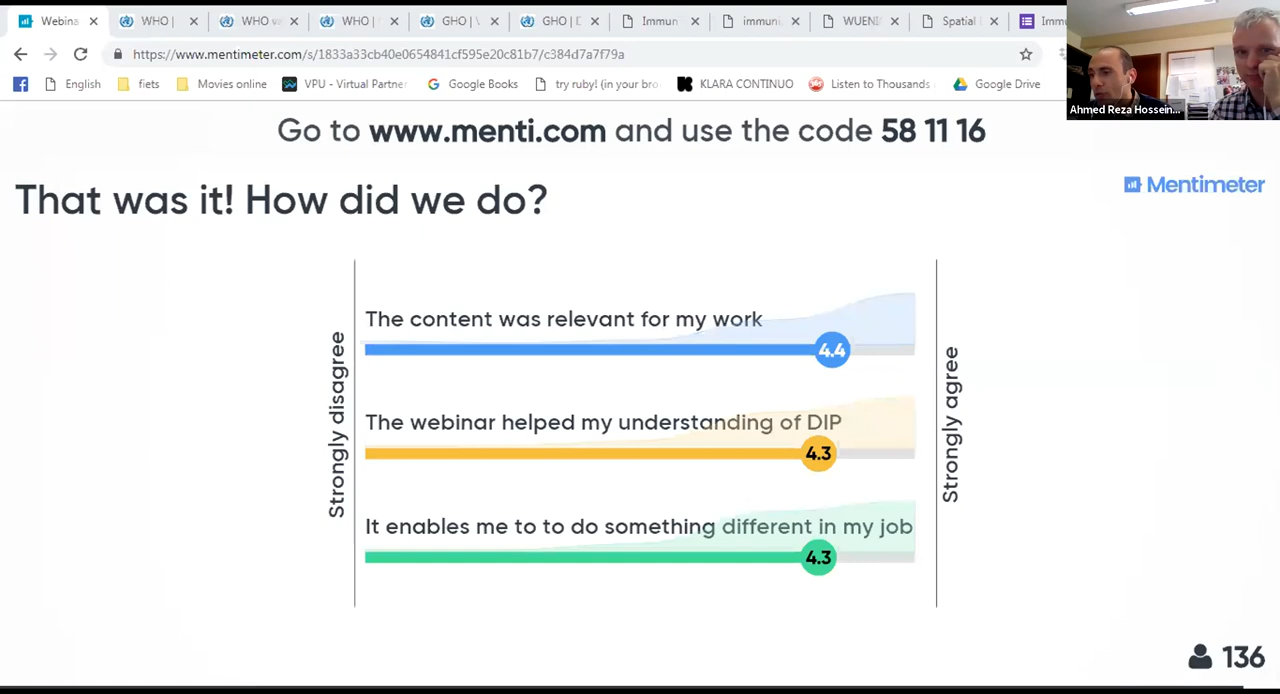 Webina
WHO |
WHO va
WHO |
GHO |
GHO |
Immun
immun
WUENI
Spatial
Immu
https://www.mentimeter.com/s/1833a33cb40e0654841cf595e20c81b7/c384d7a7f79a
English
fiets
Movies online
VPU - Virtual Partner
Google Books
try ruby! (in your bro
KLARA CONTINUO
Listen to Thousands
Google Drive
Ahmed Reza Hossein...
Go to www.menti.com and use the code 58 11 16
That was it! How did we do?
Mentimeter
Strongly disagree
The content was relevant for my work
4.4
The webinar helped my understanding of DIP
4.3
It enables me to to do something different in my job
4.3
Strongly agree
136